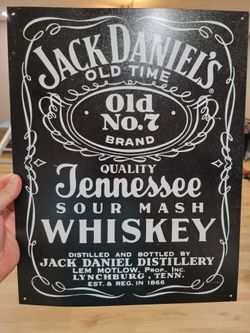 JACK DANIEL'S
OLD TIME
Old
No. 7
BRAND
QUALITY
Tennessee
SOUR MASH
WHISKEY
DISTILLED AND BOTTLED BY
JACK DANIEL DISTILLERY
LEM MOTLOW, PROP., INC.
LYNCHBURG, TENN.
EST. & REG. IN 1866